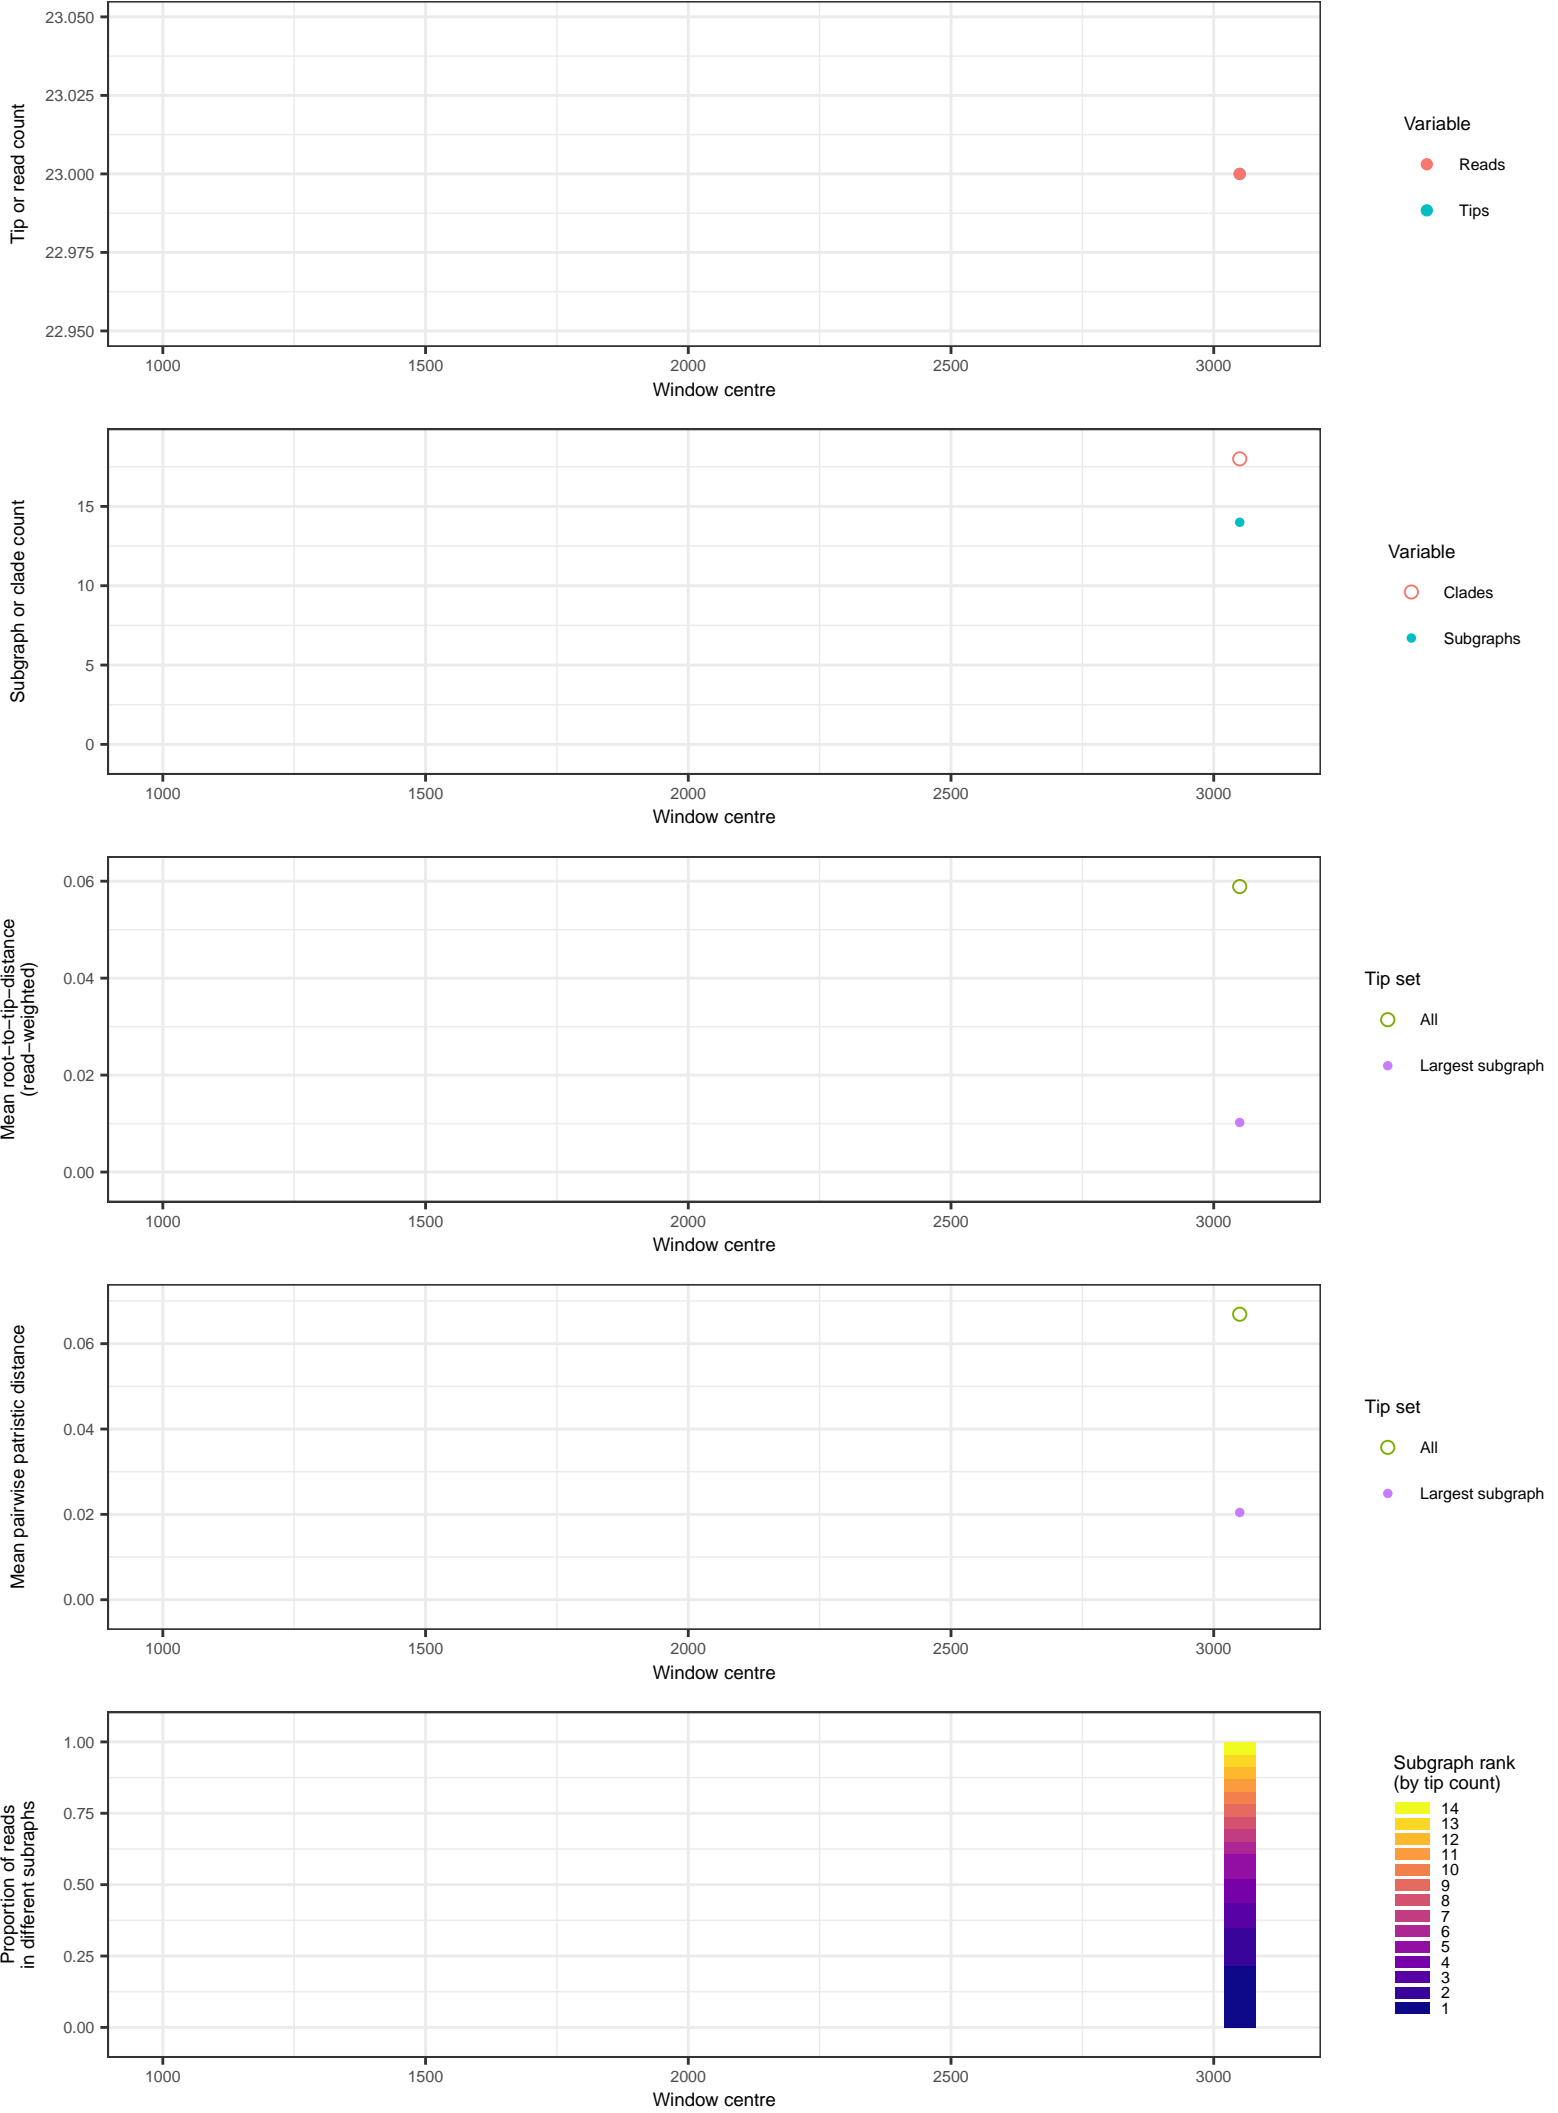 23.050
23.025
23.000
22.975
22.950
Tip or read count
1000 1500 2000 2500 3000
Window centre
Variable
Reads
Tips
15
10
5
0
Subgraph or clade count
1000 1500 2000 2500 3000
Window centre
Variable
Clades
Subgraphs
0.06
0.04
0.02
0.00
Mean root−to−tip−distance
(read−weighted)
1000 1500 2000 2500 3000
Window centre
Tip set
All
Largest subgraph
0.06
0.04
0.02
0.00
Mean pairwise patristic distance
1000 1500 2000 2500 3000
Window centre
Tip set
All
Largest subgraph
1.00
0.75
0.50
0.25
0.00
Proportion of reads
in different subraphs
1000 1500 2000 2500 3000
Window centre
Subgraph rank
(by tip count)
14
13
12
11
10
9
8
7
6
5
4
3
2
1